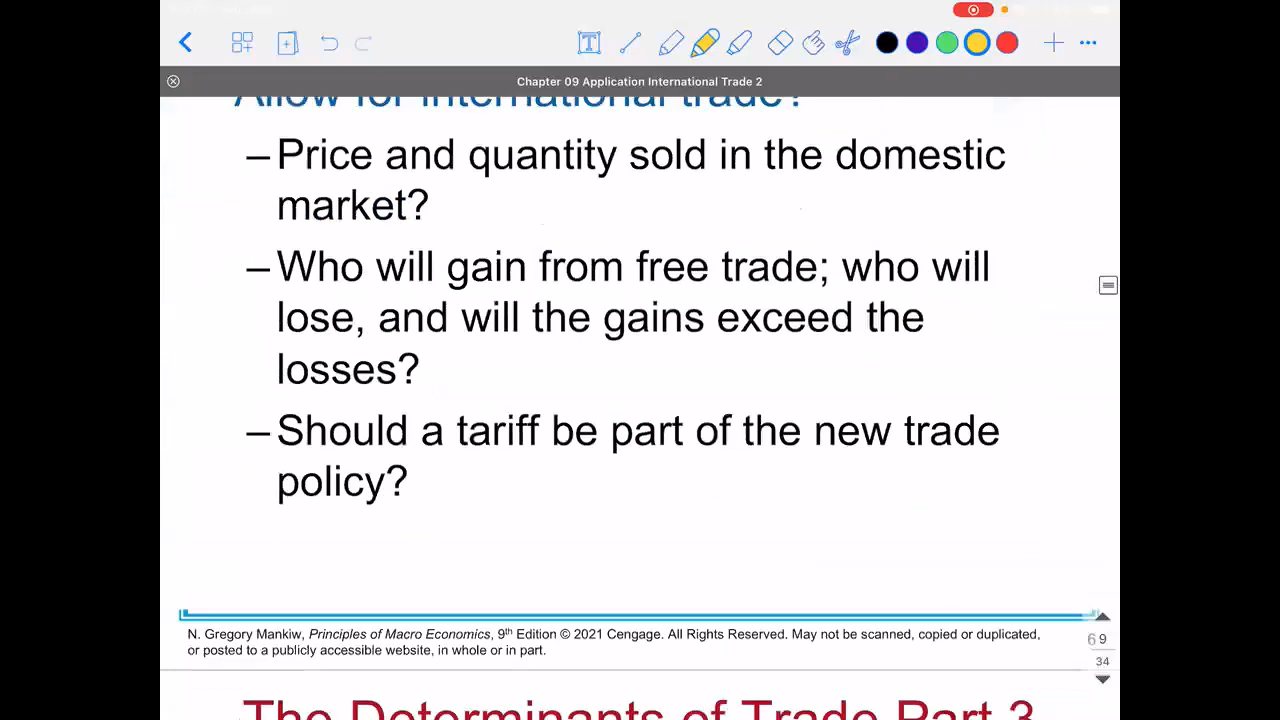 T
Chapter 09 Application International Trade 2
Allow for international trade?
–Price and quantity sold in the domestic
market?
–Who will gain from free trade; who will
lose, and will the gains exceed the
losses?
–Should a tariff be part of the new trade
policy?
N. Gregory Mankiw, Principles of Macro Economics, 9th Edition © 2021 Cengage. All Rights Reserved. May not be scanned, copied or duplicated,
or posted to a publicly accessible website, in whole or in part.
69
34
The Determinants of Trade Part 3